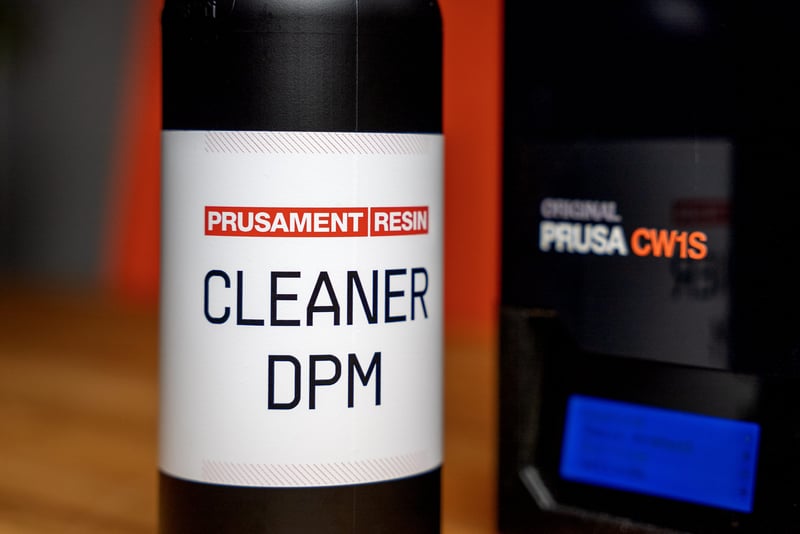 PRUSAMENT RESIN
CLEANER
DPM
ORIGINAL
PRUSA CW1S